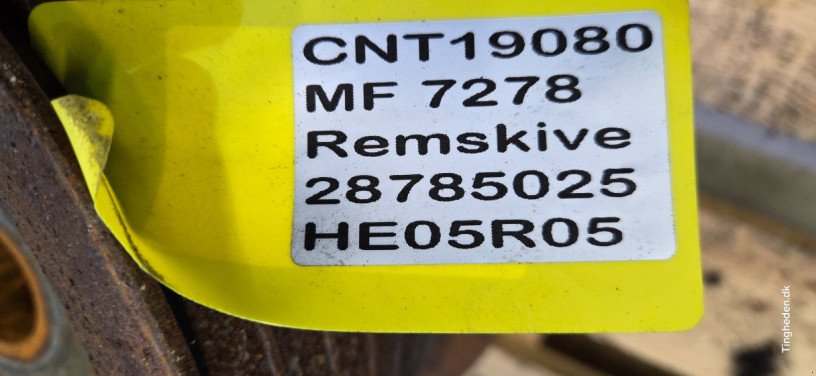 CNT19080
MF 7278
Remskive
28785025
HE05R05
Tingheden.dk